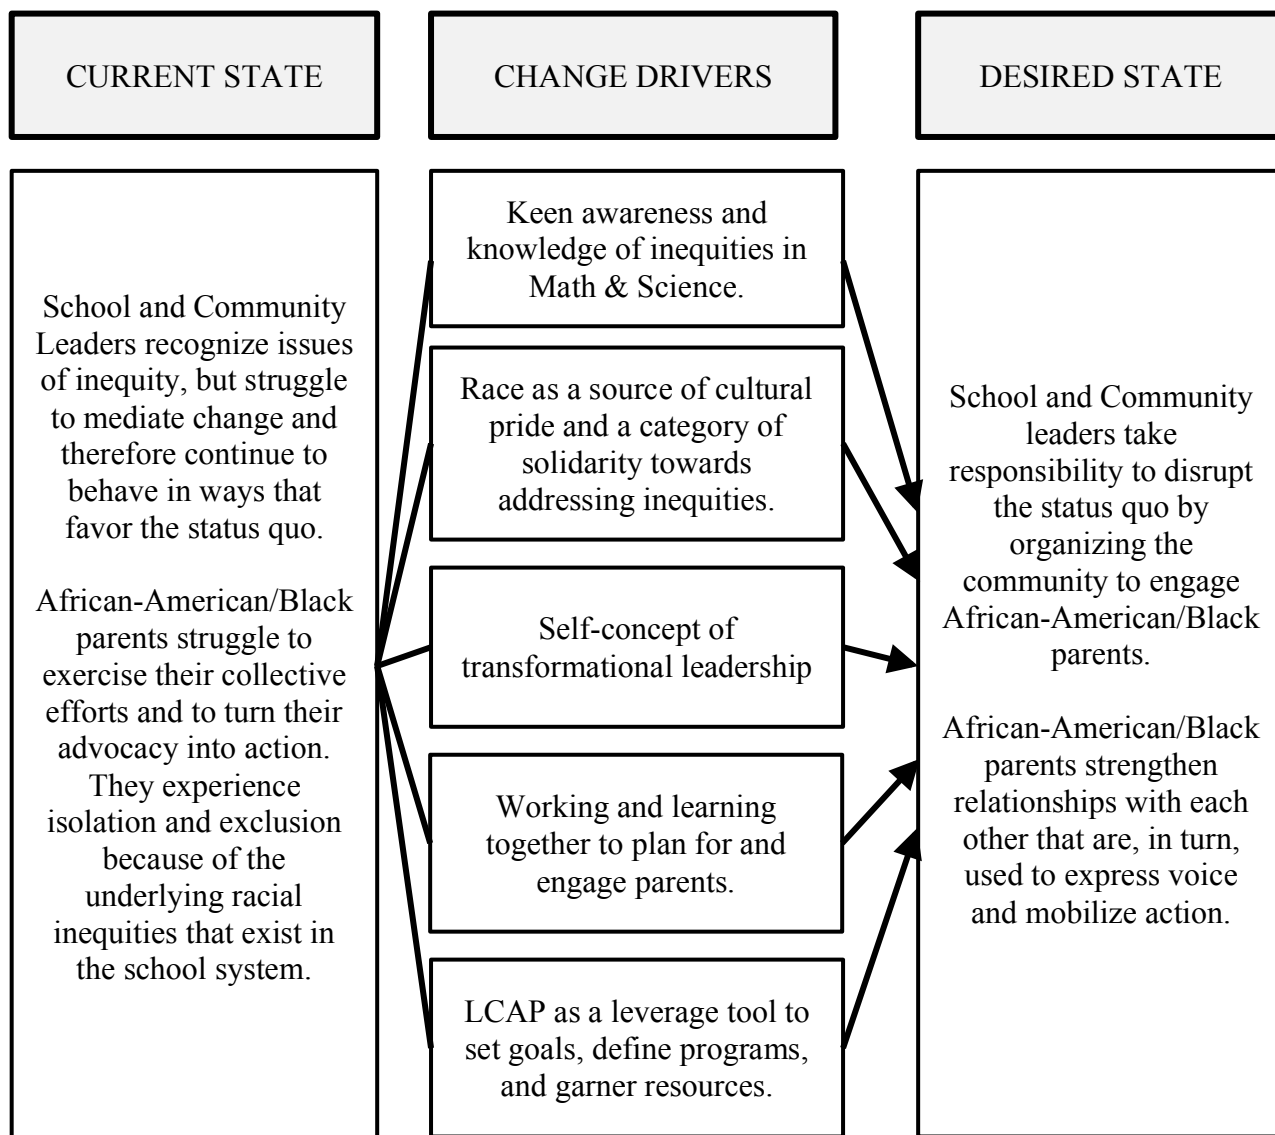 CURRENT STATE
CHANGE DRIVERS
DESIRED STATE
School and Community
Leaders recognize issues
of inequity, but struggle
to mediate change and
therefore continue to
behave in ways that
favor the status quo.
African-American/Black
parents struggle to
exercise their collective
efforts and to turn their
advocacy into action.
They experience
isolation and exclusion
because of the
underlying racial
inequities that exist in
the school system.
Keen awareness and
knowledge of inequities in
Math & Science.
Race as a source of cultural
pride and a category of
solidarity towards
addressing inequities.
Self-concept of
transformational leadership
Working and learning
together to plan for and
engage parents.
LCAP as a leverage tool to
set goals, define programs,
and garner resources.
School and Community
leaders take
responsibility to disrupt
the status quo by
organizing the
community to engage
African-American/Black
parents.
African-American/Black
parents strengthen
relationships with each
other that are, in turn,
used to express voice
and mobilize action.